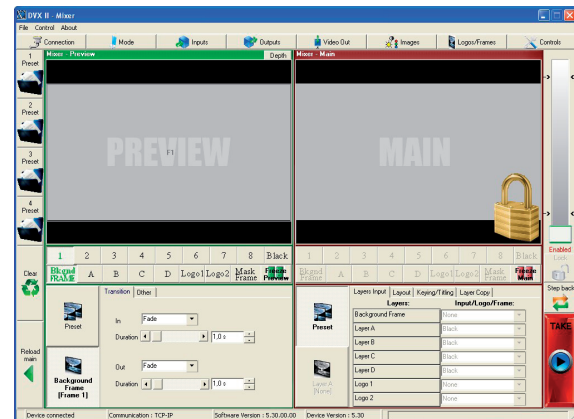 DVX II - Mixer
File Control About
Connection Mode Inputs Outputs Video Out Images Logos/Frames Controls
1
Preset
2
Preset
3
Preset
4
Preset
Clear
Reload
main
Mixer - Preview Depth
PREVIEW
F1
1 2 3 4 5 6 7 8 Black
Bkgnd
FRAME A B C D Logo1 Logo2 Mask
Frame Freeze
Preview
Transition Other
Preset
Background
Frame
[Frame 1]
In Fade
Duration 1,0 s
Out Fade
Duration 1,0 s
Mixer - Main
MAIN
1 2 3 4 5 6 7 8 Black
Bkgnd
Frame A B C D Logo1 Logo2 Mask
Frame Freeze
Main
Preset
Layer A
(None)
Layers Input Layout Keying/Titling Layer Copy
Layers: Input/Logo/Frame:
Background Frame None
Layer A Black
Layer B Black
Layer C Black
Layer D Black
Logo 1 None
Logo 2 None
Enabled
Lock
Step back
TAKE
Device connected Communication : TCP-IP Software Version : 5.30.00.00 Device Version : 5.30